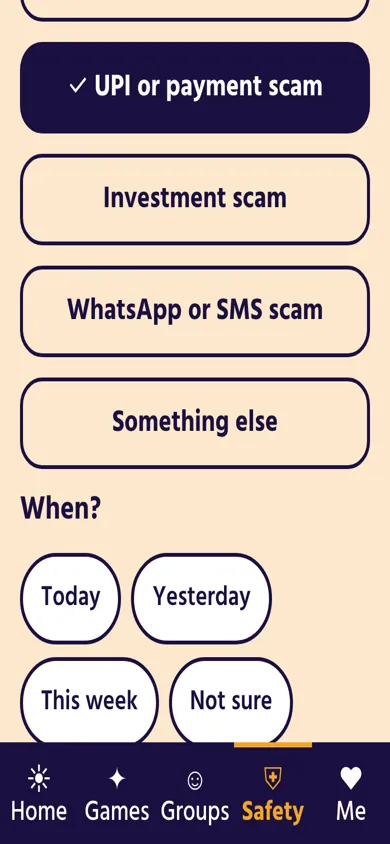 ✓ UPI or payment scam
Investment scam
WhatsApp or SMS scam
Something else
When?
Today Yesterday
This week Not sure
Home Games Groups Safety Me